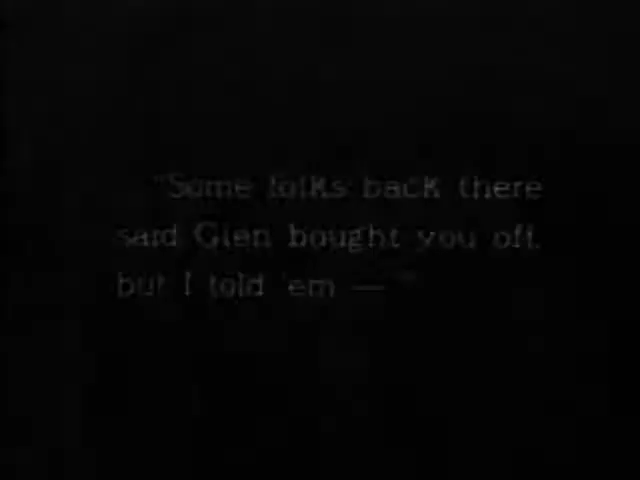 "Some folks back there
said Glen bought you off,
but I told 'em — "